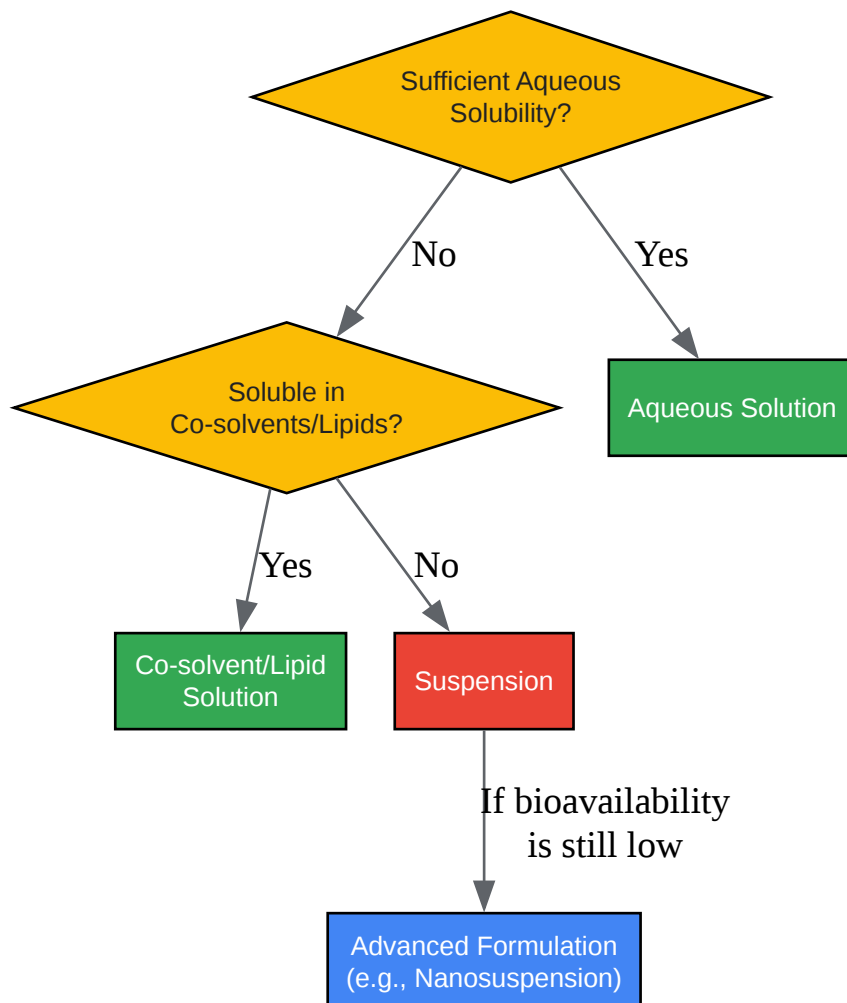 Sufficient Aqueous
Solubility?
No
Yes
Soluble in
Co-solvents/Lipids?
Aqueous Solution
Yes
No
Co-solvent/Lipid
Solution
Suspension
If bioavailability
is still low
Advanced Formulation
(e.g., Nanosuspension)